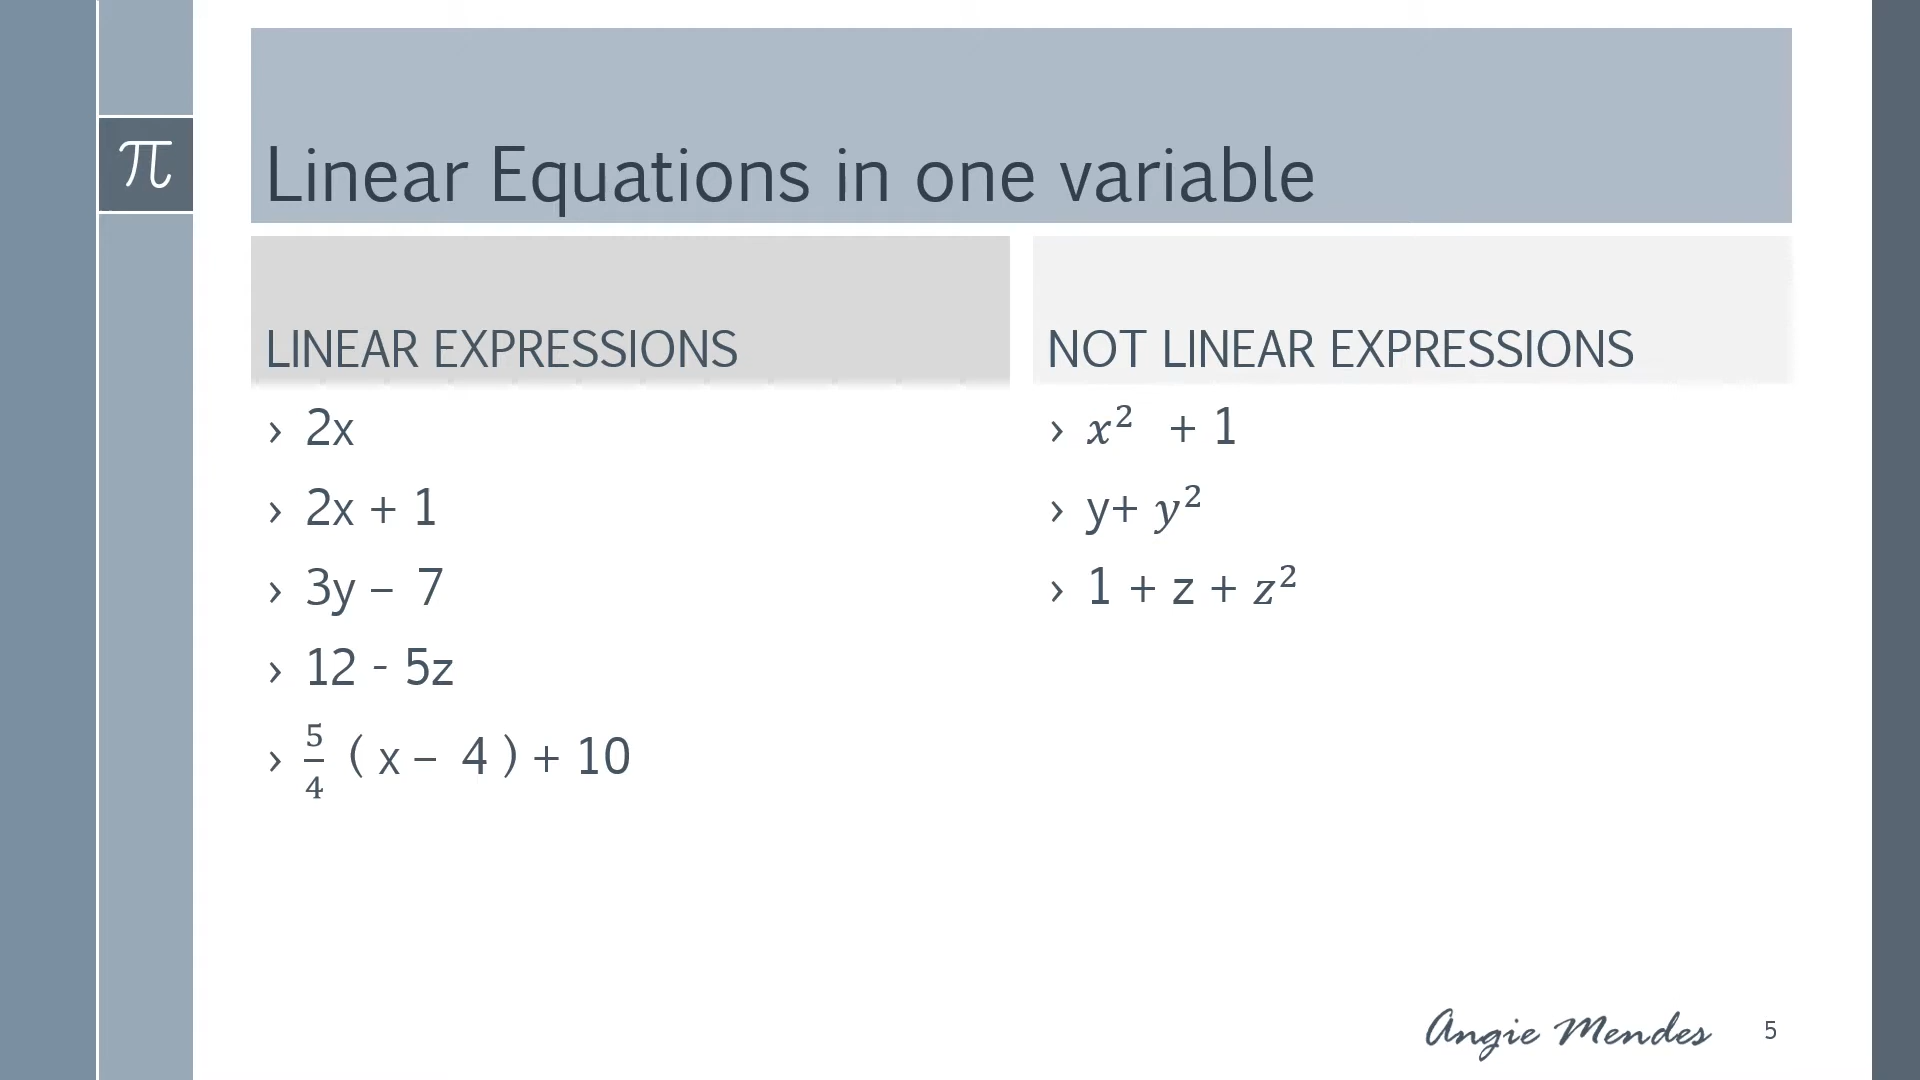 π
Linear Equations in one variable
LINEAR EXPRESSIONS
› 2x
› 2x + 1
› 3y – 7
› 12 - 5z
› 5/4 ( x – 4 ) + 10
NOT LINEAR EXPRESSIONS
› x² + 1
› y+ y²
› 1 + z + z²
Angie Mendes 5